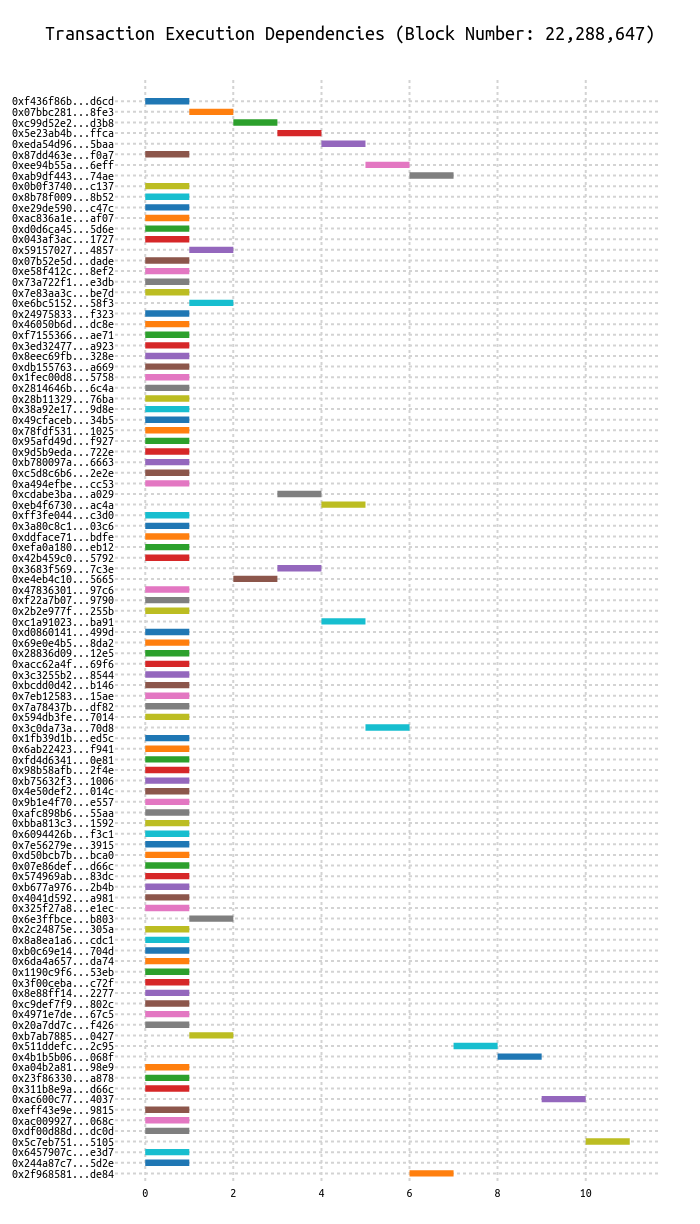 Transaction Execution Dependencies (Block Number: 22,288,647)
0xf436f86b...d6cd
0x07bbc281...8fe3
0xc99d52e2...d3b8
0x5e23ab4b...ffca
0xeda54d96...5baa
0x87dd463e...f0a7
0xee94b55a...6eff
0xab9df443...74ae
0x0b0f3740...c137
0x8b78f009...8b52
0xe29de590...c47c
0xac836a1e...af07
0xd0d6ca45...5d6e
0x043af3ac...1727
0x59157027...4857
0x07b52e5d...dade
0xe58f412c...8ef2
0x73a722f1...e3db
0x7e83aa3c...be7d
0xe6bc5152...58f3
0x24975833...f323
0x46050b6d...dc8e
0xf7155366...ae71
0x3ed32477...a923
0x8eec69fb...328e
0xdb155763...a669
0x1fec00d8...5758
0x2814646b...6c4a
0x28b11329...76ba
0x38a92e17...9d8e
0x49cfaceb...34b5
0x78fdf531...1025
0x95afd49d...f927
0x9d5b9eda...722e
0xb780097a...6663
0xc5d8c6b6...2e2e
0xa494efbe...cc53
0xcdabe3ba...a029
0xeb4f6730...ac4a
0xff3fe044...c3d0
0x3a80c8c1...03c6
0xddface71...bdfe
0xefa0a180...eb12
0x42b459c0...5792
0x3683f569...7c3e
0xe4eb4c10...5665
0x47836301...97c6
0xf22a7b07...9790
0x2b2e977f...255b
0xc1a91023...ba91
0xd0860141...499d
0x69e0e4b5...8da2
0x28836d09...12e5
0xacc62a4f...69f6
0x3c3255b2...8544
0xbcdd0d42...b146
0x7eb12583...15ae
0x7a78437b...df82
0x594db3fe...7014
0x3c0da73a...70d8
0x1fb39d1b...ed5c
0x6ab22423...f941
0xfd4d6341...0e81
0x98b58afb...2f4e
0xb75632f3...1006
0x4e50def2...014c
0x9b1e4f70...e557
0xafc898b6...55aa
0xbba813c3...1592
0x6094426b...f3c1
0x7e56279e...3915
0xd50bcb7b...bca0
0x07e86def...d66c
0x574969ab...83dc
0xb677a976...2b4b
0x4041d592...a981
0x325f27a8...e1ec
0x6e3ffbce...b803
0x2c24875e...305a
0x8a8ea1a6...cdc1
0xb0c69e14...704d
0x6da4a657...da74
0x1190c9f6...53eb
0x3f00ceba...c72f
0x8e88ff14...2277
0xc9def7f9...802c
0x4971e7de...67c5
0x20a7dd7c...f426
0xb7ab7885...0427
0x511ddefc...2c95
0x4b1b5b06...068f
0xa04b2a81...98e9
0x23f86330...a878
0x311b8e9a...d66c
0xac600c77...4037
0xeff43e9e...9815
0xac009927...068c
0xdf00d88d...dc0d
0x5c7eb751...5105
0x6457907c...e3d7
0x244a87c7...5d2e
0x2f968581...de84
0 2 4 6 8 10